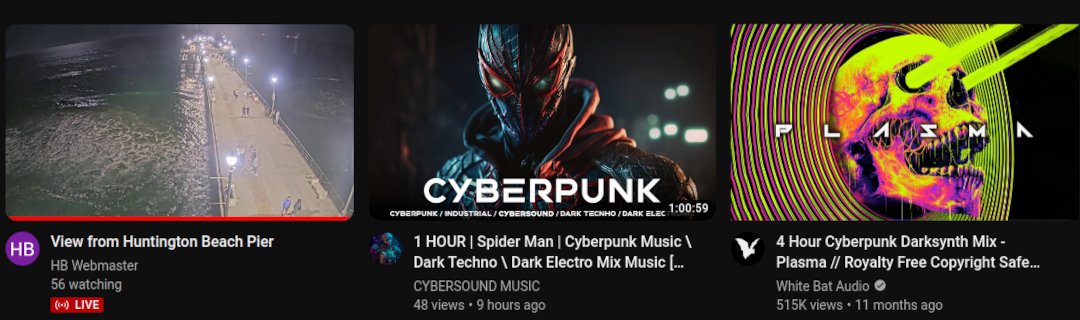 CYBERPUNK
CYBERPUNK / INDUSTRIAL / CYBERSOUND / DARK TECHNO / DARK ELEC
1:00:59
PLASMA
HB
View from Huntington Beach Pier
HB Webmaster
56 watching
LIVE
1 HOUR | Spider Man | Cyberpunk Music \
Dark Techno \ Dark Electro Mix Music [...
CYBERSOUND MUSIC
48 views • 9 hours ago
4 Hour Cyberpunk Darksynth Mix -
Plasma // Royalty Free Copyright Safe...
White Bat Audio
515K views • 11 months ago